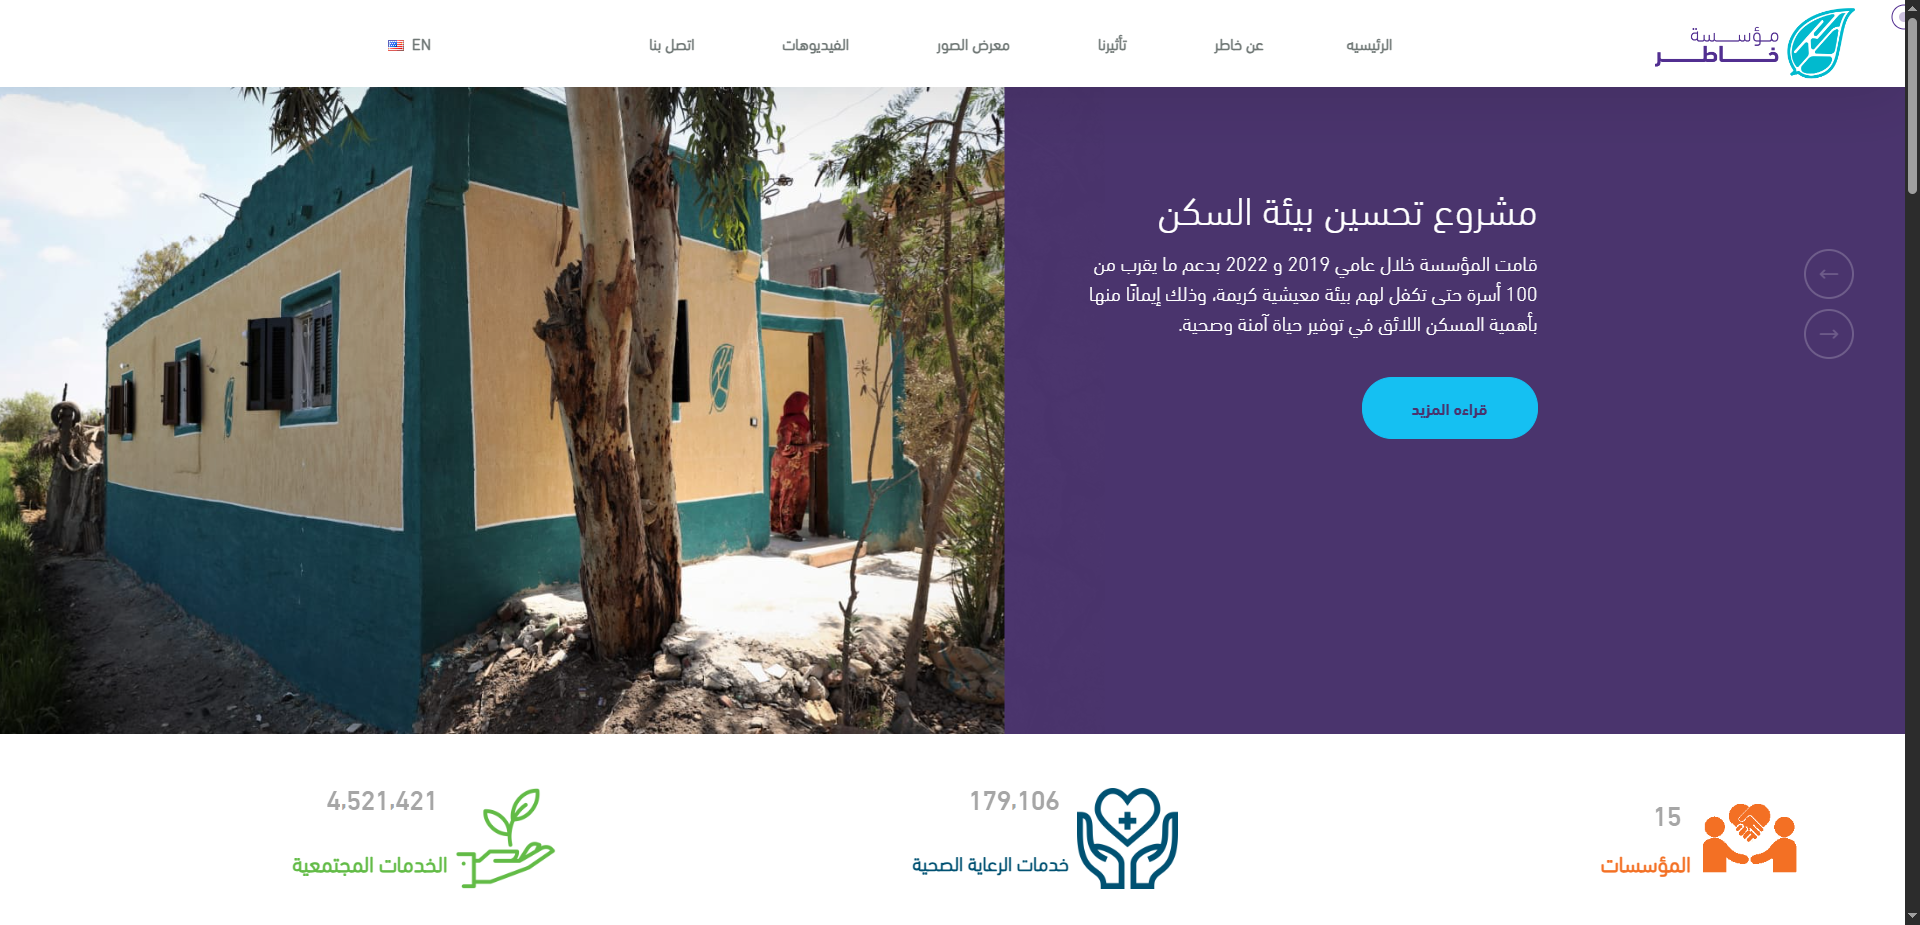 مؤسسة
خاطر
الرئيسيه
عن خاطر
تأثيرنا
معرض الصور
الفيديوهات
اتصل بنا
EN
مشروع تحسين بيئة السكن
قامت المؤسسة خلال عامي 2019 و 2022 بدعم ما يقرب من
100 أسرة حتى تكفل لهم بيئة معيشية كريمة، وذلك إيمانًا منها
بأهمية المسكن اللائق في توفير حياة آمنة وصحية.
قراءه المزيد
15
المؤسسات
179,106
خدمات الرعاية الصحية
4,521,421
الخدمات المجتمعية